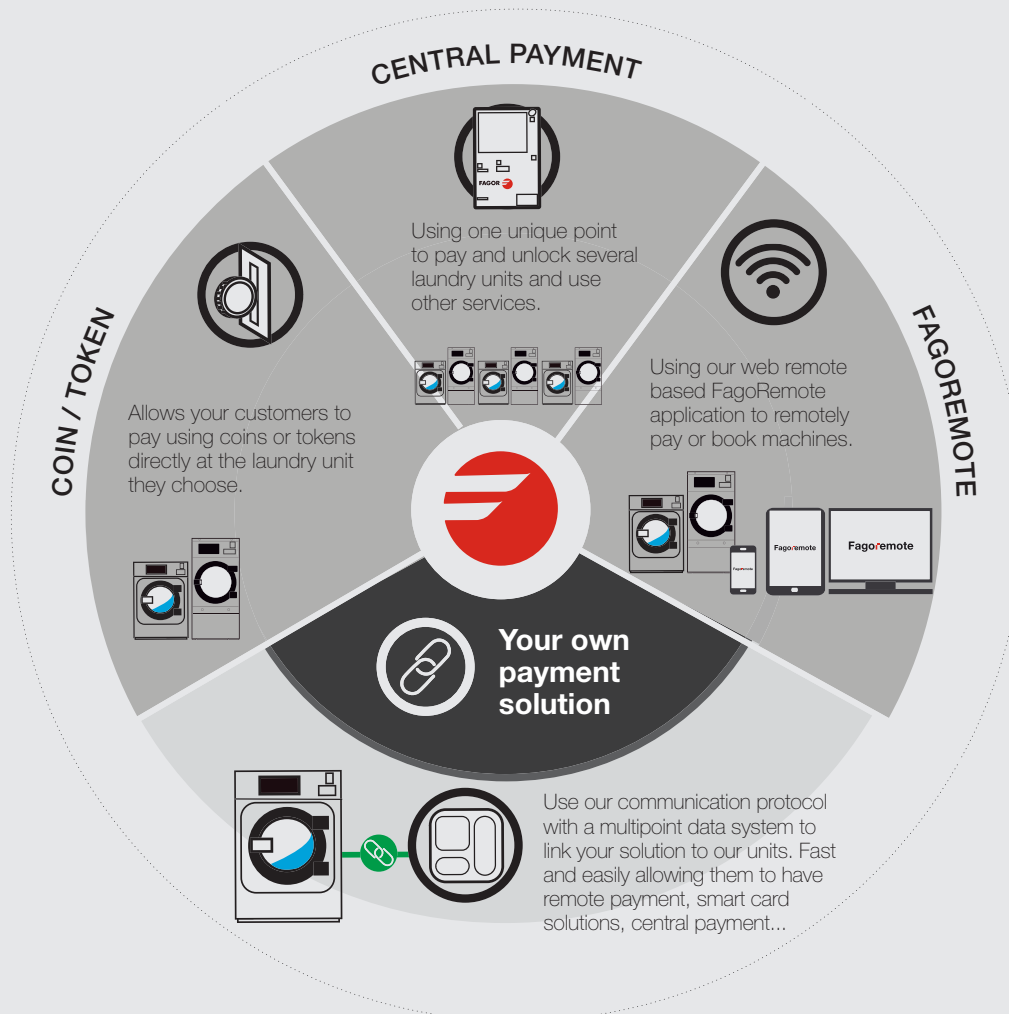 CENTRAL PAYMENT
FAGOR
Using one unique point
to pay and unlock several
laundry units and use
other services.
COIN / TOKEN
Allows your customers to
pay using coins or tokens
directly at the laundry unit
they choose.
FAGOREMOTE
Using our web remote
based FagoRemote
application to remotely
pay or book machines.
Fagoremote
Fagoremote
Fagoremote
Your own
payment
solution
Use our communication protocol
with a multipoint data system to
link your solution to our units. Fast
and easily allowing them to have
remote payment, smart card
solutions, central payment...